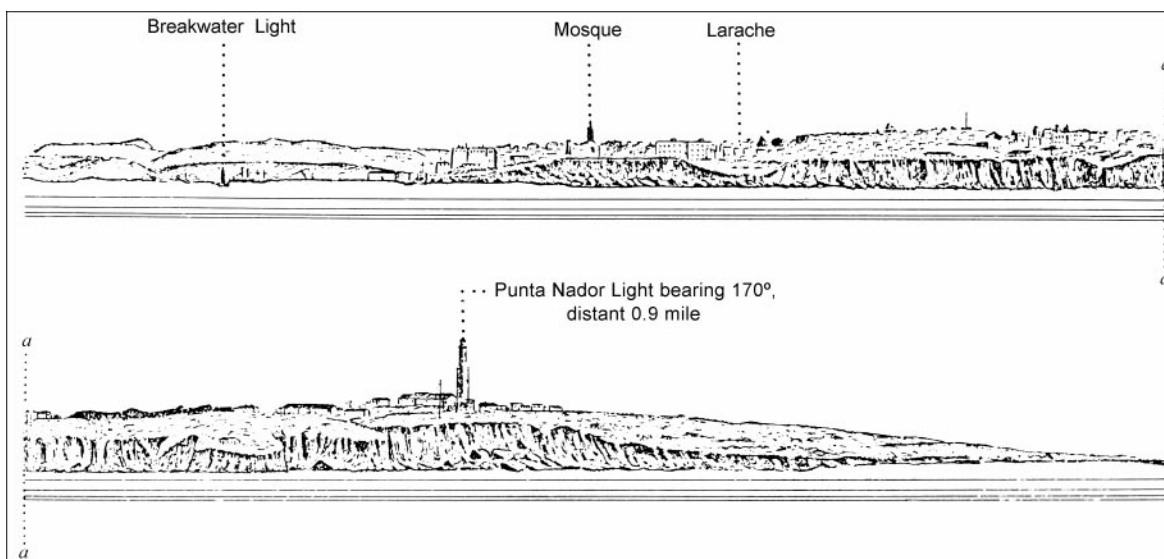 Breakwater Light
Mosque
Larache
Punta Nador Light bearing 170º,
distant 0.9 mile
a
a